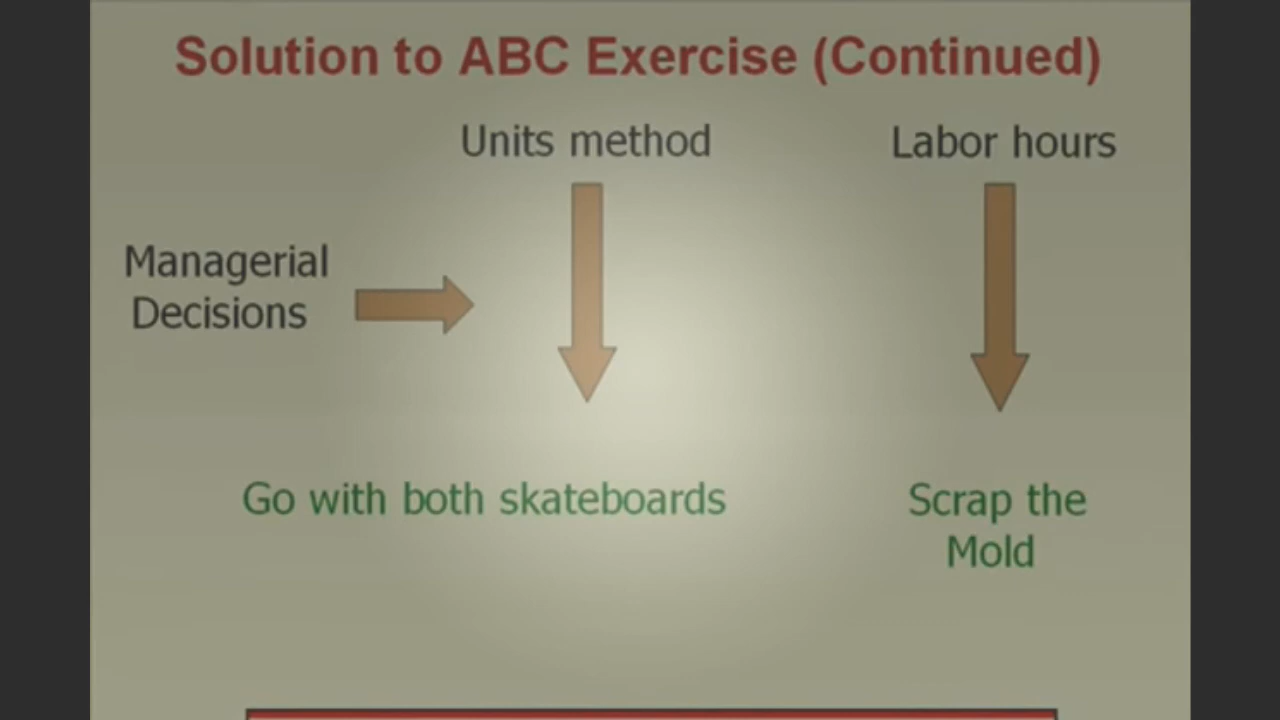 Solution to ABC Exercise (Continued)
Units method
Labor hours
Managerial
Decisions
Go with both skateboards
Scrap the
Mold